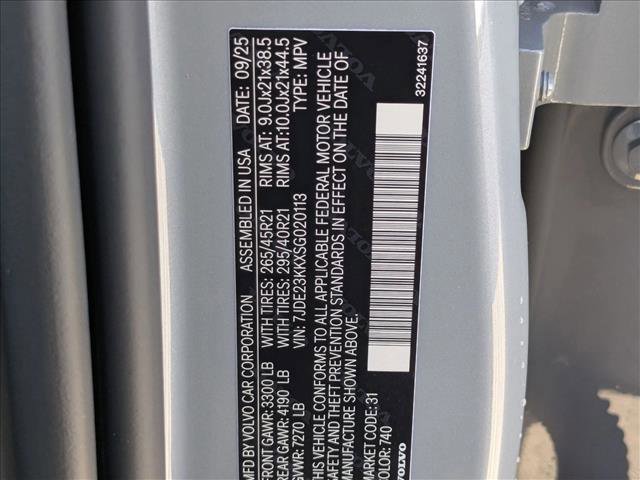 MFD BY VOLVO CAR CORPORATION ASSEMBLED IN USA DATE: 09/25
FRONT GAWR: 3300 LB WITH TIRES: 265/45R21 RIMS AT: 9.0Jx21x38.5
REAR GAWR: 4190 LB WITH TIRES: 295/40R21 RIMS AT: 10.0Jx21x44.5
GVWR: 7270 LB VIN: 7JDE23KKXSG020113 TYPE: MPV
THIS VEHICLE CONFORMS TO ALL APPLICABLE FEDERAL MOTOR VEHICLE
SAFETY AND THEFT PREVENTION STANDARDS IN EFFECT ON THE DATE OF
MANUFACTURE SHOWN ABOVE.
MARKET CODE: 31
COLOR: 740
VOLVO
32241637